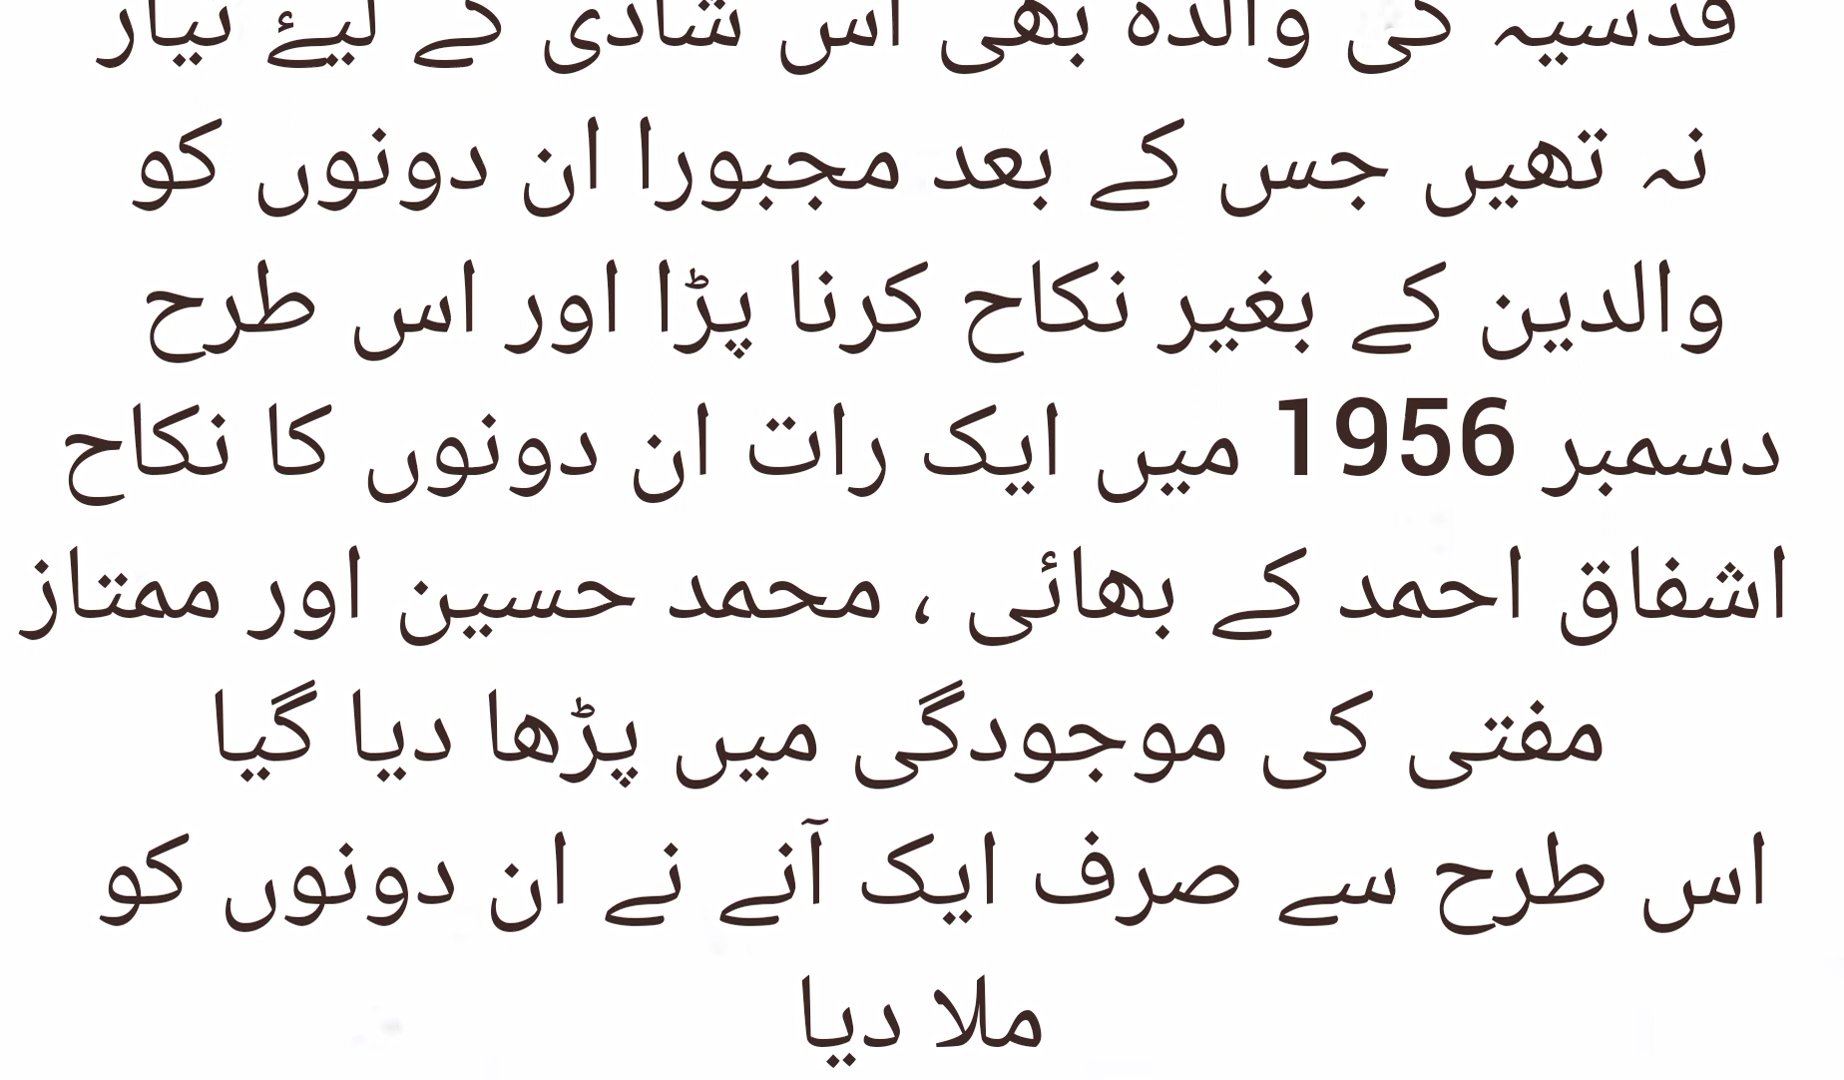 قدسیہ کی والدہ بھی اس شادی کے لیئے تیار
نہ تھیں جس کے بعد مجبورا ان دونوں کو
والدین کے بغیر نکاح کرنا پڑا اور اس طرح
دسمبر 1956 میں ایک رات ان دونوں کا نکاح
اشفاق احمد کے بھائی ، محمد حسین اور ممتاز
مفتی کی موجودگی میں پڑھا دیا گیا
اس طرح سے صرف ایک آنے نے ان دونوں کو
ملا دیا